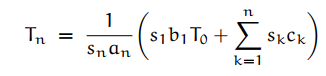 T_n = \frac{1}{s_n a_n} \left( s_1 b_1 T_0 + \sum_{k=1}^{n} s_k c_k \right)